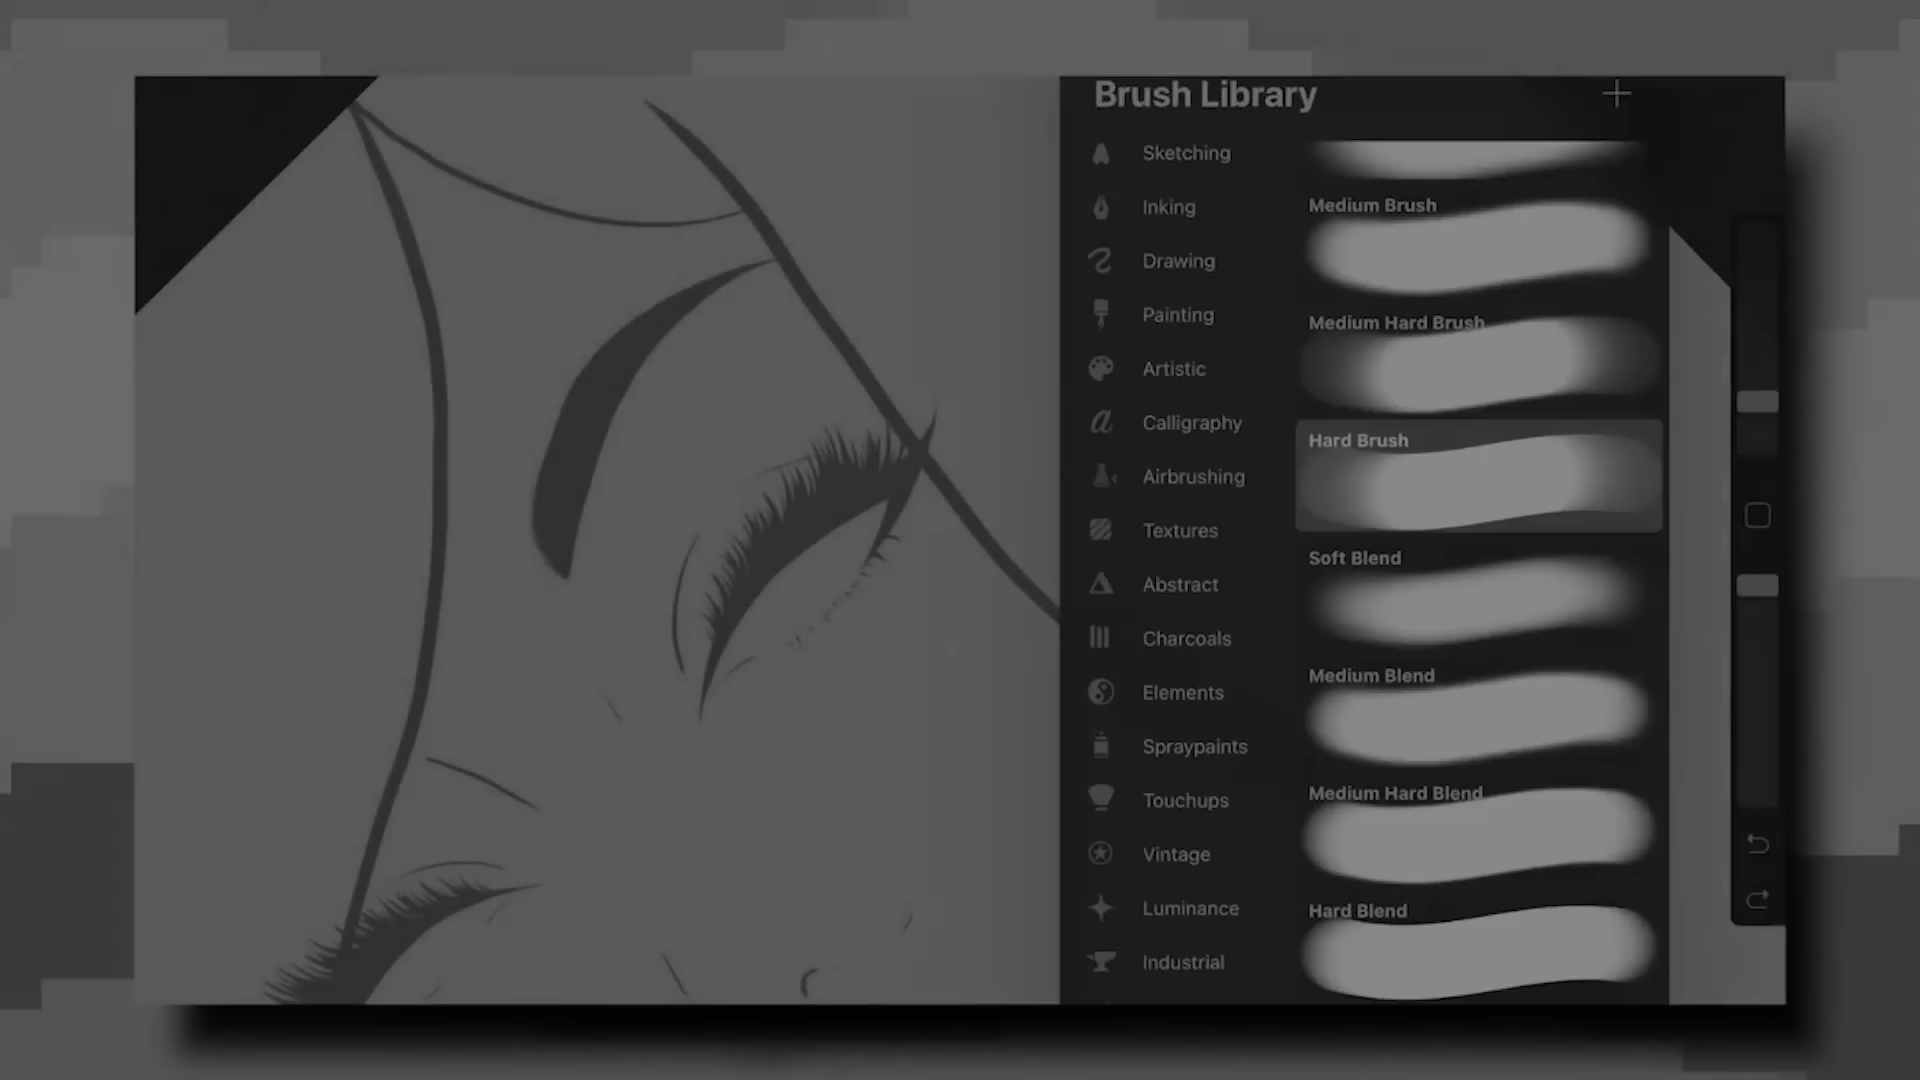 Brush Library
Sketching
Inking
Drawing
Painting
Artistic
Calligraphy
Airbrushing
Textures
Abstract
Charcoals
Elements
Spraypaints
Touchups
Vintage
Luminance
Industrial
Medium Brush
Medium Hard Brush
Hard Brush
Soft Blend
Medium Blend
Medium Hard Blend
Hard Blend